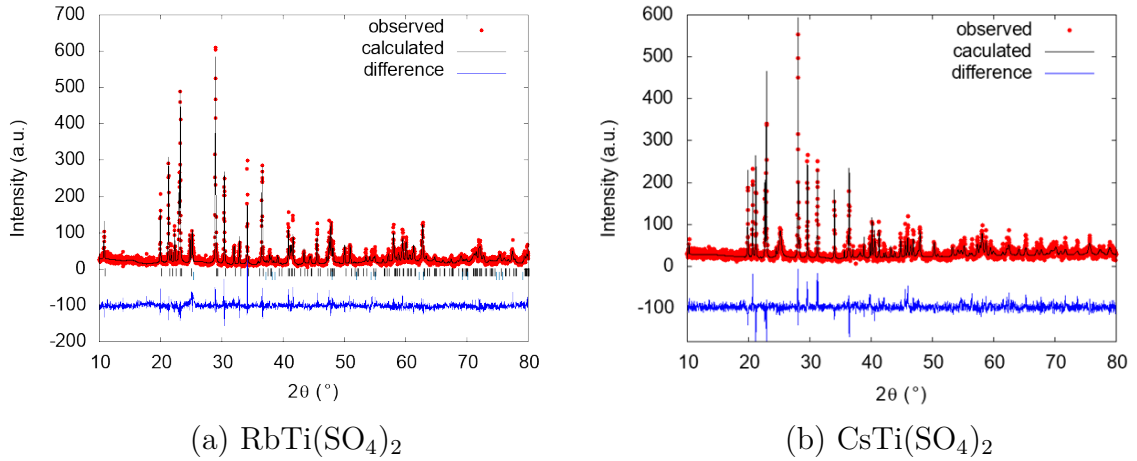 700
600
500
400
300
200
100
0
-100
-200
10 20 30 40 50 60 70 80
Intensity (a.u.)
2θ (°)
observed
calculated
difference
(a) RbTi(SO₄)₂
600
500
400
300
200
100
0
-100
10 20 30 40 50 60 70 80
Intensity (a.u.)
2θ (°)
observed
caculated
difference
(b) CsTi(SO₄)₂